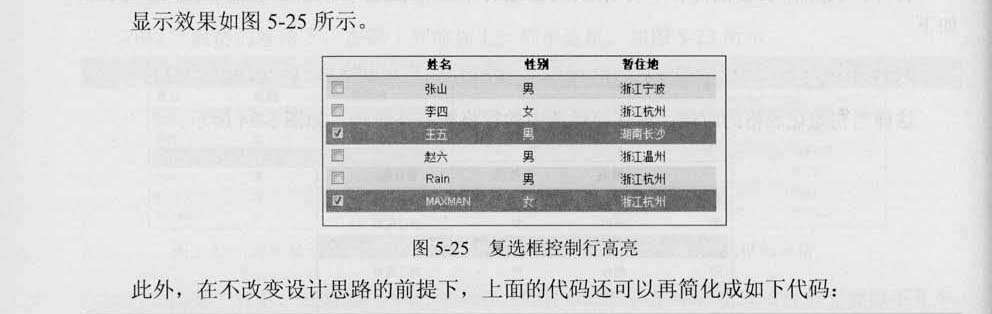 显示效果如图 5-25 所示。
姓名 性别 暂住地
张山 男 浙江宁波
李四 女 浙江杭州
王五 男 湖南长沙
赵六 男 浙江温州
Rain 男 浙江杭州
MAXMAN 女 浙江杭州
图 5-25 复选框控制行高亮
此外，在不改变设计思路的前提下，上面的代码还可以再简化成如下代码：